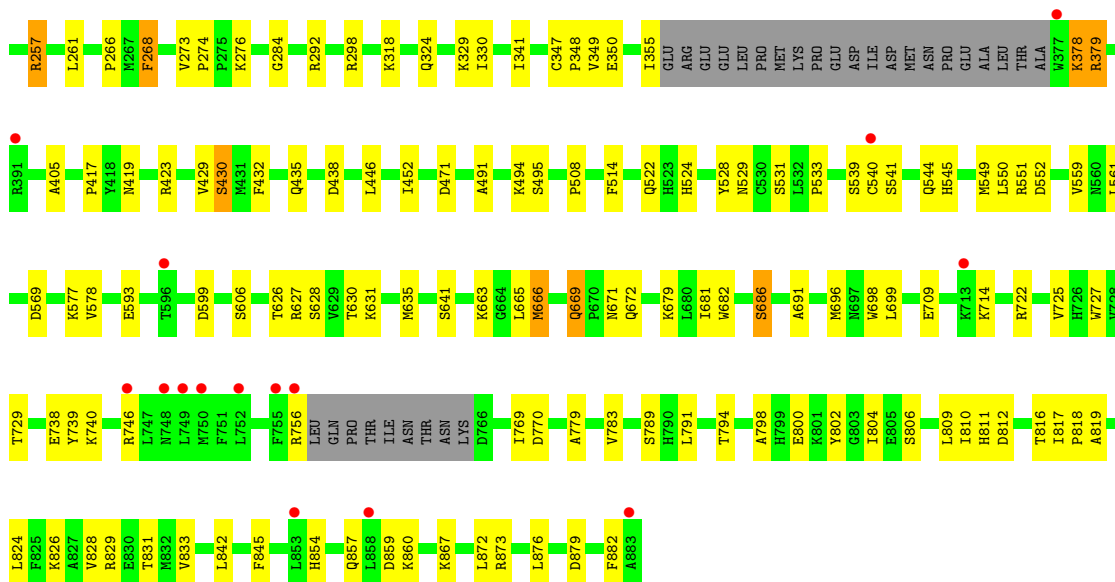 R257 L261 P266 M267 F268 V273 P274 P275 K276 G284 R292 R298 K318 Q324 K329 I330 I341 C347 P348 V349 E350 I355 GLU ARG GLU GLU LEU PRO MET LYS PRO GLU ASP ILE ASP MET ASN PRO GLU ALA LEU THR ALA W377 K378 R379
R391 A405 P417 Y418 N419 R423 V429 S430 M431 F432 Q435 D438 L446 I452 D471 A491 K494 S495 P508 F514 Q522 H523 H524 Y528 N529 C530 S531 L532 P533 S539 C540 S541 Q544 H545 M549 L550 R551 D552 V559 N560 L561
D569 K577 V578 E593 T596 D599 S606 T626 R627 S628 V629 T630 K631 M635 S641 K663 G664 L665 M666 Q669 P670 N671 Q672 K679 L680 I681 W682 S686 A691 M696 N697 W698 L699 E709 K713 K714 R722 V725 H726 W727 V728
T729 E738 Y739 K740 R746 L747 N748 L749 M750 F751 L752 F755 R756 LEU GLN PRO THR ILE ASN THR ASN LYS D766 I769 D770 A779 V783 S789 H790 L791 T794 A798 H799 E800 K801 Y802 G803 I804 E805 S806 L809 I810 H811 D812 T816 I817 P818 A819
L824 F825 K826 A827 V828 R829 E830 T831 M832 V833 L842 F845 L853 H854 Q857 L858 D859 K860 K867 L872 R873 L876 D879 F882 A883